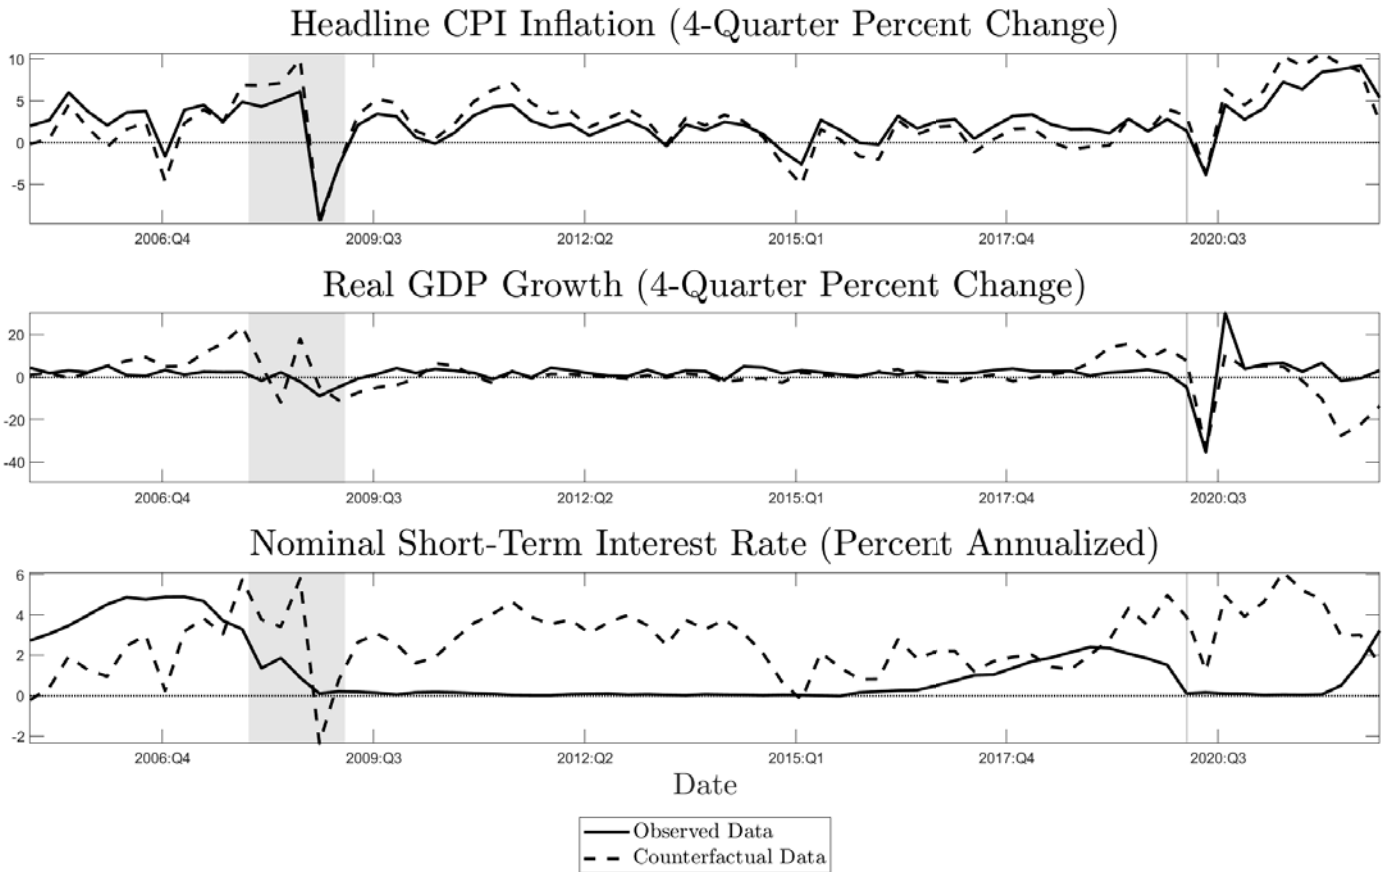 Headline CPI Inflation (4-Quarter Percent Change)
10
5
0
-5
2006:Q4 2009:Q3 2012:Q2 2015:Q1 2017:Q4 2020:Q3
Real GDP Growth (4-Quarter Percent Change)
20
0
-20
-40
2006:Q4 2009:Q3 2012:Q2 2015:Q1 2017:Q4 2020:Q3
Nominal Short-Term Interest Rate (Percent Annualized)
6
4
2
0
-2
2006:Q4 2009:Q3 2012:Q2 2015:Q1 2017:Q4 2020:Q3
Date
Observed Data
Counterfactual Data